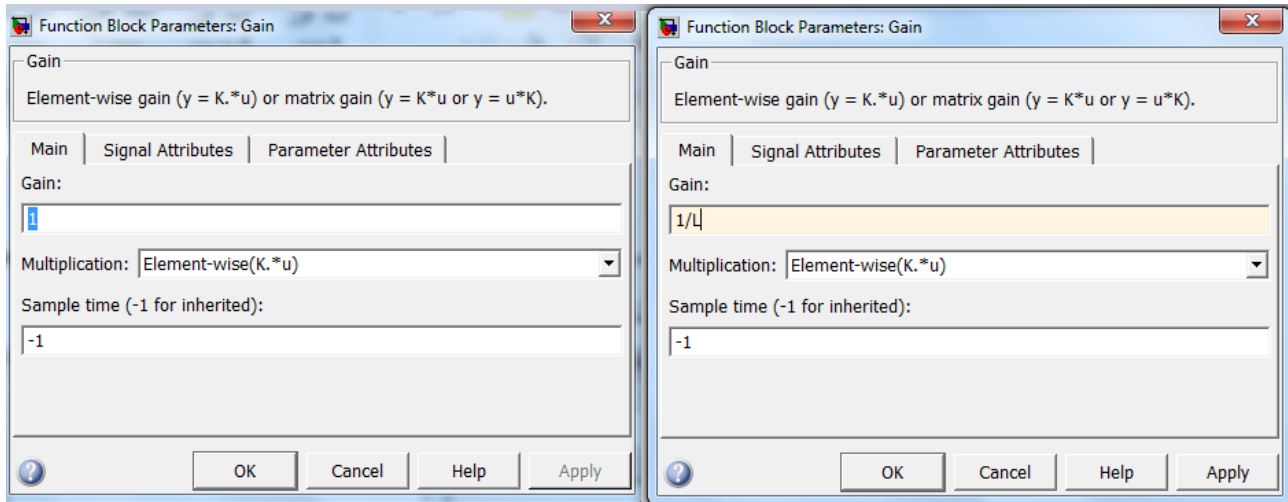 Function Block Parameters: Gain
Gain
Element-wise gain (y = K.*u) or matrix gain (y = K*u or y = u*K).
Main Signal Attributes Parameter Attributes
Gain:
1
Multiplication: Element-wise(K.*u)
Sample time (-1 for inherited):
-1
OK Cancel Help Apply
Function Block Parameters: Gain
Gain
Element-wise gain (y = K.*u) or matrix gain (y = K*u or y = u*K).
Main Signal Attributes Parameter Attributes
Gain:
1/L
Multiplication: Element-wise(K.*u)
Sample time (-1 for inherited):
-1
OK Cancel Help Apply